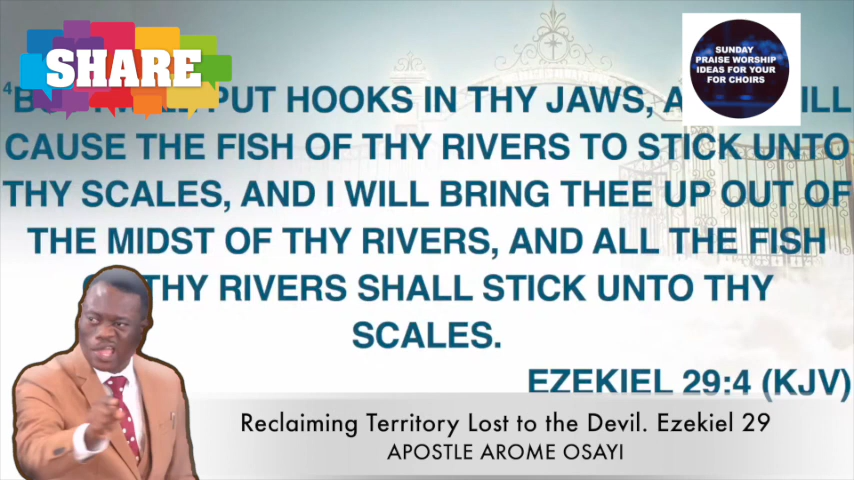 SHARE
SUNDAY
PRAISE WORSHIP
IDEAS FOR YOUR
FOR CHOIRS
4 PUT HOOKS IN THY JAWS,
CAUSE THE FISH OF THY RIVERS TO STICK UNTO
THY SCALES, AND I WILL BRING THEE UP OUT OF
THE MIDST OF THY RIVERS, AND ALL THE FISH
THY RIVERS SHALL STICK UNTO THY
SCALES.
EZEKIEL 29:4 (KJV)
Reclaiming Territory Lost to the Devil. Ezekiel 29
APOSTLE AROME OSAYI